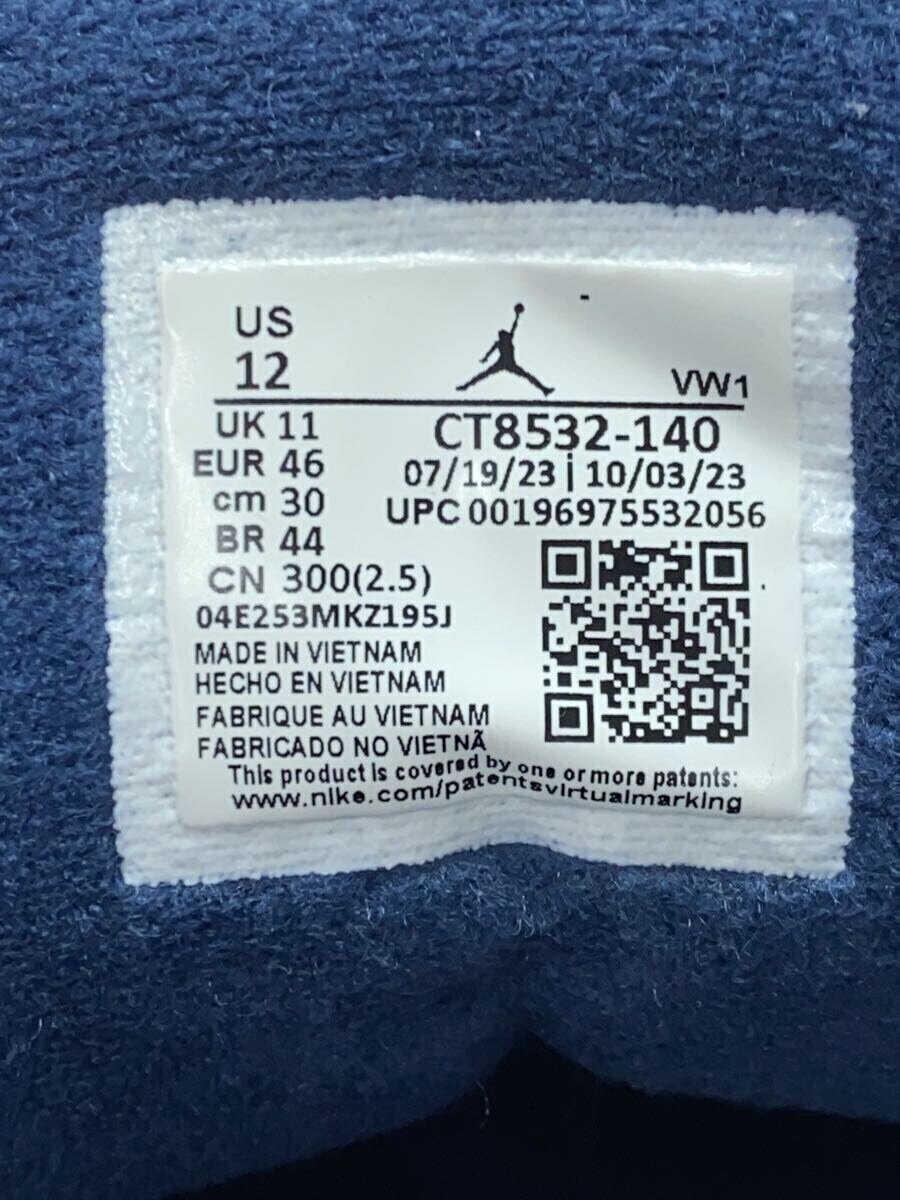 US
12
VW1
UK 11
EUR 46
cm 30
BR 44
CN 300(2.5)
CT8532-140
07/19/23 | 10/03/23
UPC 00196975532056
04E253MKZ195J
MADE IN VIETNAM
HECHO EN VIETNAM
FABRIQUE AU VIETNAM
FABRICADO NO VIETNÃ
This product is covered by one or more patents:
www.nike.com/patentsvirtualmarking